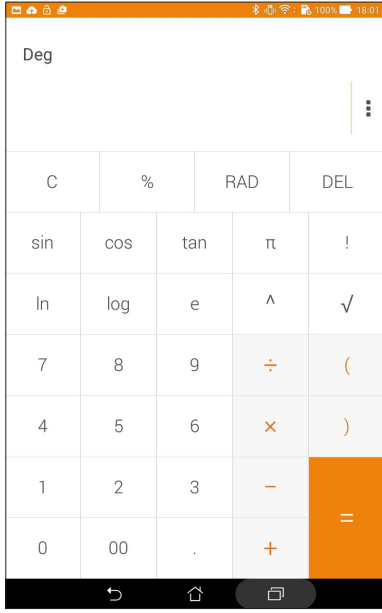 100% 18:01
Deg
C % RAD DEL
sin cos tan π !
ln log e ^ √
7 8 9 ÷ (
4 5 6 × )
1 2 3 −
=
0 00 . +